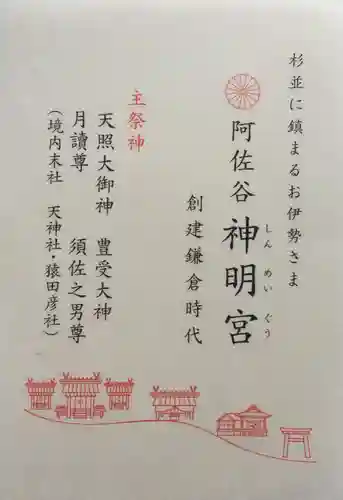 杉並に鎮まるお伊勢さま
阿佐谷神明宮
しんめいぐう
創建鎌倉時代
主祭神
天照大御神 豊受大神
月讀尊 須佐之男尊
(境内末社 天神社・猿田彦社)